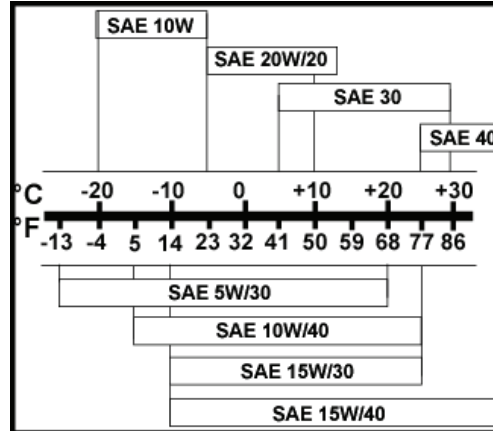 SAE 10W
SAE 20W/20
SAE 30
SAE 40
°C -20 -10 0 +10 +20 +30
°F -13 -4 5 14 23 32 41 50 59 68 77 86
SAE 5W/30
SAE 10W/40
SAE 15W/30
SAE 15W/40